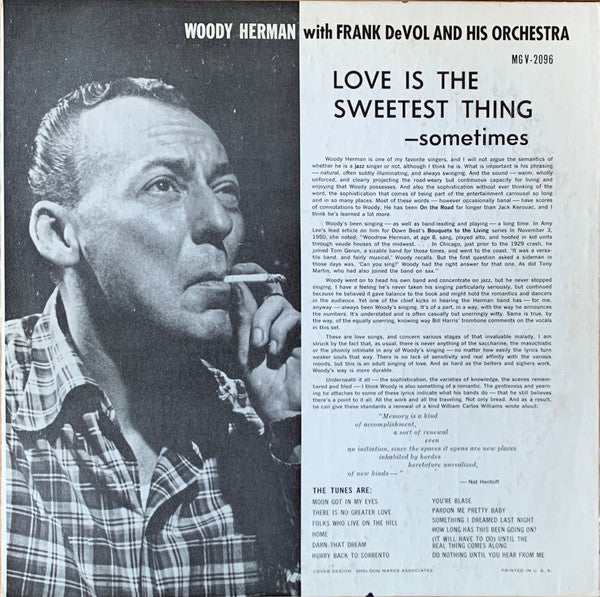 WOODY HERMAN with FRANK DeVOL AND HIS ORCHESTRA
MG V-2096
LOVE IS THE
SWEETEST THING
—sometimes
Woody Herman is one of my favorite singers, and I will not argue the semantics of
whether he is a jazz singer or not, although I think he is. What is important is his phrasing
— natural, often subtly illuminating, and always swinging. And the sound — warm, wholly
unforced, and clearly projecting the road-weary but continuous capacity for living and
enjoying that Woody possesses. And also the sophistication without ever thinking of the
word, the sophistication that comes of being part of the entertainment carrousel so long
and in so many places. Most of these words — however occasionally banal — have scores
of connotations to Woody. He has been On the Road far longer than Jack Kerouac, and I
think he's learned a lot more.
Woody's been singing — as well as band-leading and playing — a long time. In Amy
Lee's lead article on him for Down Beat's Bouquets to the Living series in November 3,
1950, she noted: "Woodrow Herman, at age 8, sang, played alto, and hoofed in kid units
through vaude houses of the midwest. . . . In Chicago, just prior to the 1929 crash, he
joined Tom Gerun, a sizable band for those times, and went to the coast. 'It was a versa-
tile band, and fairly musical,' Woody recalls. But the first question asked a sideman in
those days was, 'Can you sing?' Woody had the right answer for that one. As did Tony
Martin, who had also joined the band on sax."
Woody went on to head his own band and concentrate on jazz, but he never stopped
singing. I have a feeling he's never taken his singing particularly seriously, but continued
because he believed it gave balance to the book and might hold the romantics and dancers
in the audience. Yet one of the chief kicks in hearing the Herman band has — for me,
anyway — always been Woody's singing. It's of a part, in a way, with the way he announces
the numbers. It's understated and is often casually but unerringly witty. Same is true, by
the way, of the equally unerring, knowing way Bill Harris' trombone comments on the vocals
in this set.
These are love songs, and concern various stages of that invaluable malady. I am
struck by the fact that, as usual, there is never anything of the saccharine, the masochistic
or the phonily intimate in any of Woody's singing — no matter how easily the lyrics turn
weaker souls that way. There is no lack of sensitivity and real affinity with the various
moods, but this is an adult singing of love. And as hard as the belters and sighers work,
Woody's way is more durable.
Underneath it all — the sophistication, the varieties of knowledge, the scenes remem-
bered and filed — I think Woody is also something of a romantic. The gentleness and yearn-
ing he attaches to some of these lyrics indicate what his bands do — that he still believes
there's a point to it all. All the work and all the traveling. Not only bread. And as a result,
he can give these standards a renewal of a kind William Carlos Williams wrote about:
"Memory is a kind
of accomplishment,
a sort of renewal
even
an initiation, since the spaces it opens are new places
inhabited by hordes
heretofore unrealized,
of new kinds—"
— Nat Hentoff
THE TUNES ARE:
MOON GOT IN MY EYES
THERE IS NO GREATER LOVE
FOLKS WHO LIVE ON THE HILL
HOME
DARN THAT DREAM
HURRY BACK TO SORRENTO
YOU'RE BLASE
PARDON ME PRETTY BABY
SOMETHING I DREAMED LAST NIGHT
HOW LONG HAS THIS BEEN GOING ON?
(IT WILL HAVE TO DO) UNTIL THE
REAL THING COMES ALONG
DO NOTHING UNTIL YOU HEAR FROM ME
COVER DESIGN: SHELDON MARKS ASSOCIATES
PRINTED IN U. S. A.